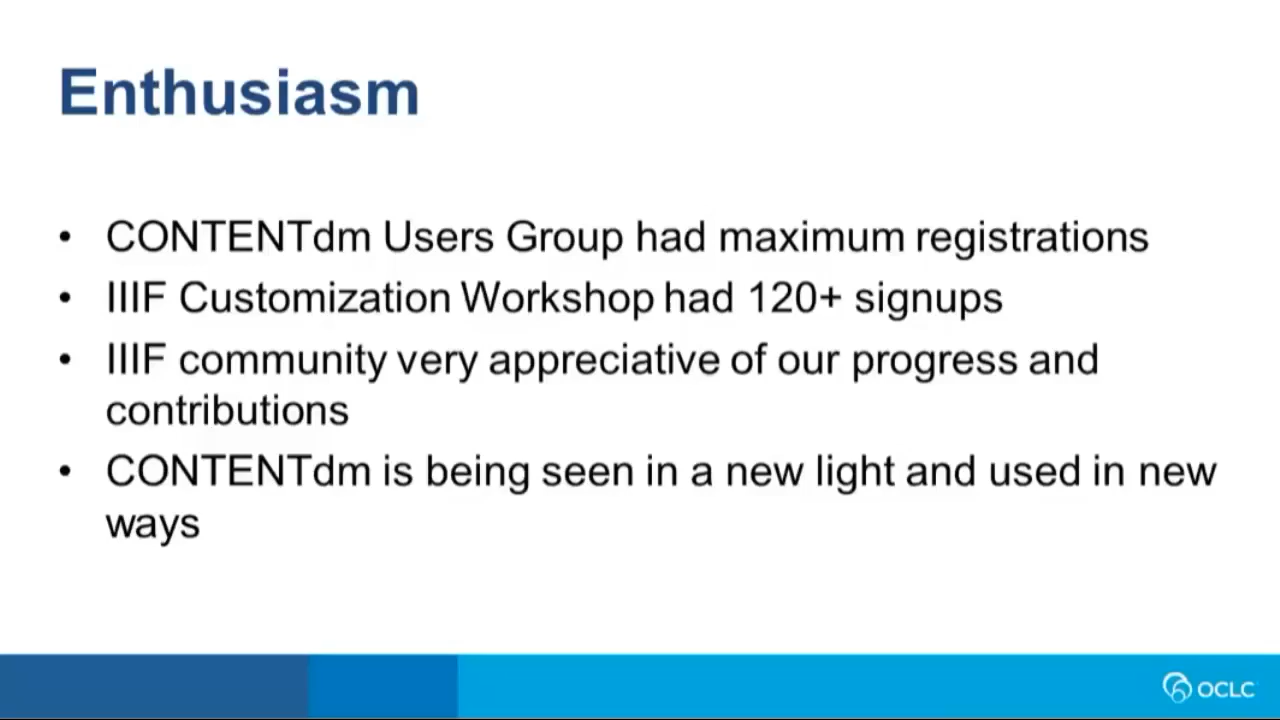 Enthusiasm
• CONTENTdm Users Group had maximum registrations
• IIIF Customization Workshop had 120+ signups
• IIIF community very appreciative of our progress and
contributions
• CONTENTdm is being seen in a new light and used in new
ways
OCLC